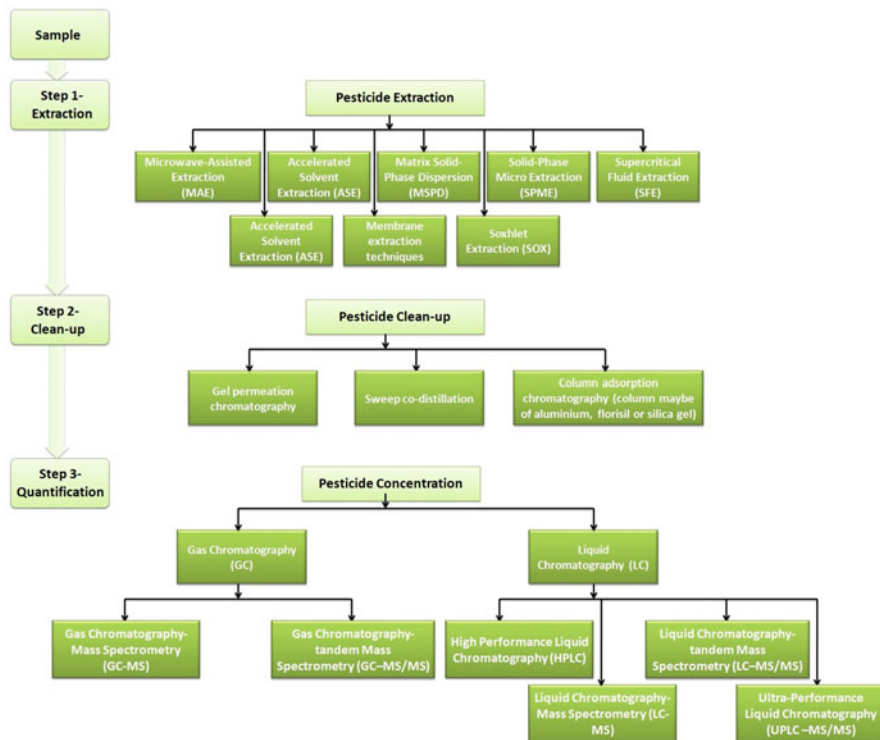 Sample
Step 1-
Extraction
Pesticide Extraction
Microwave-Assisted
Extraction
(MAE)
Accelerated
Solvent
Extraction (ASE)
Matrix Solid-
Phase Dispersion
(MSPD)
Solid-Phase
Micro Extraction
(SPME)
Supercritical
Fluid Extraction
(SFE)
Accelerated
Solvent
Extraction (ASE)
Membrane
extraction
techniques
Soxhlet
Extraction (SOX)
Step 2-
Clean-up
Pesticide Clean-up
Gel permeation
chromatography
Sweep co-distillation
Column adsorption
chromatography (column maybe
of aluminium, florisil or silica gel)
Step 3-
Quantification
Pesticide Concentration
Gas Chromatography
(GC)
Liquid
Chromatography (LC)
Gas Chromatography-
Mass Spectrometry
(GC-MS)
Gas Chromatography-
tandem Mass
Spectrometry (GC–MS/MS)
High Performance Liquid
Chromatography (HPLC)
Liquid Chromatography-
tandem Mass
Spectrometry (LC–MS/MS)
Liquid Chromatography-
Mass Spectrometry (LC-
MS)
Ultra-Performance
Liquid Chromatography
(UPLC –MS/MS)